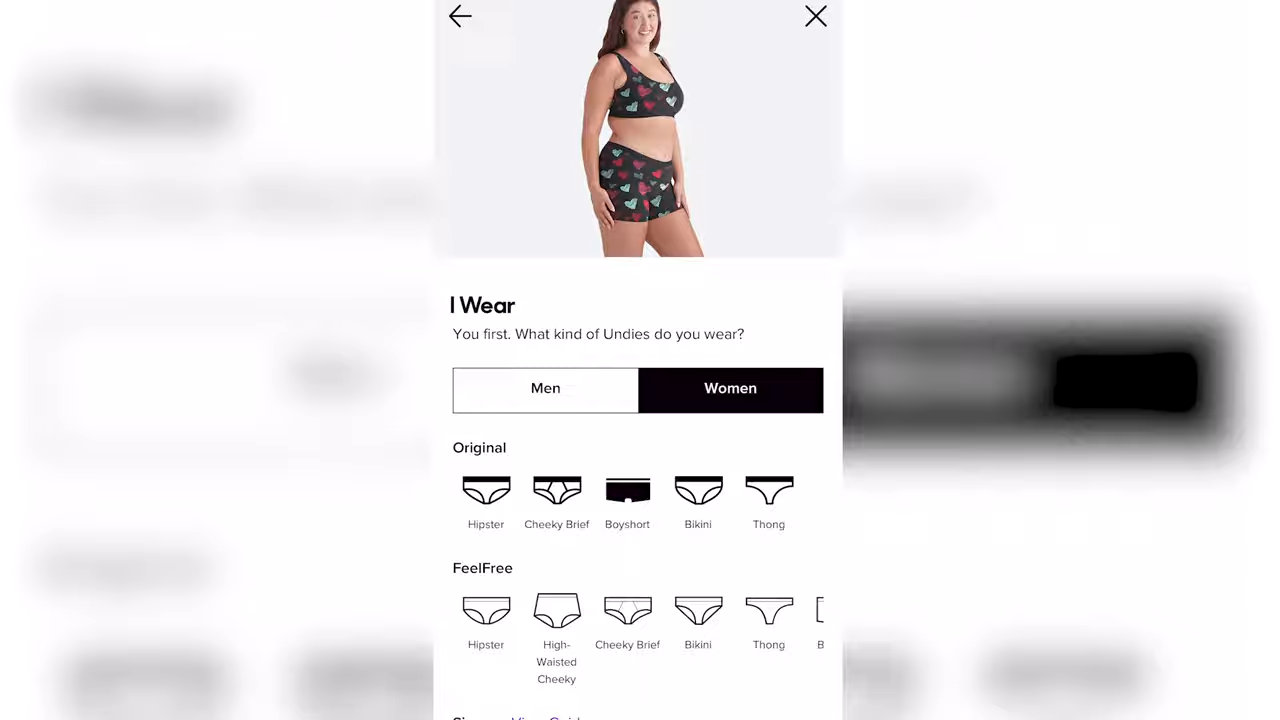 I Wear
You first. What kind of Undies do you wear?
Men Women
Original
Hipster Cheeky Brief Boyshort Bikini Thong
FeelFree
Hipster High-Waisted Cheeky Cheeky Brief Bikini Thong B